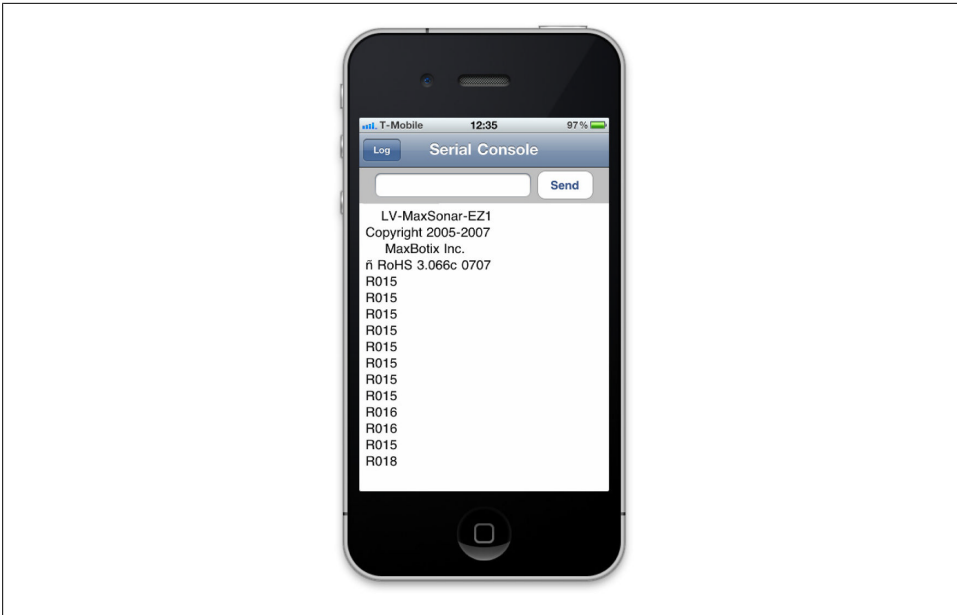 T-Mobile 12:35 97%
Log Serial Console
Send
LV-MaxSonar-EZ1
Copyright 2005-2007
MaxBotix Inc.
ñ RoHS 3.066c 0707
R015
R015
R015
R015
R015
R015
R015
R015
R016
R016
R015
R018